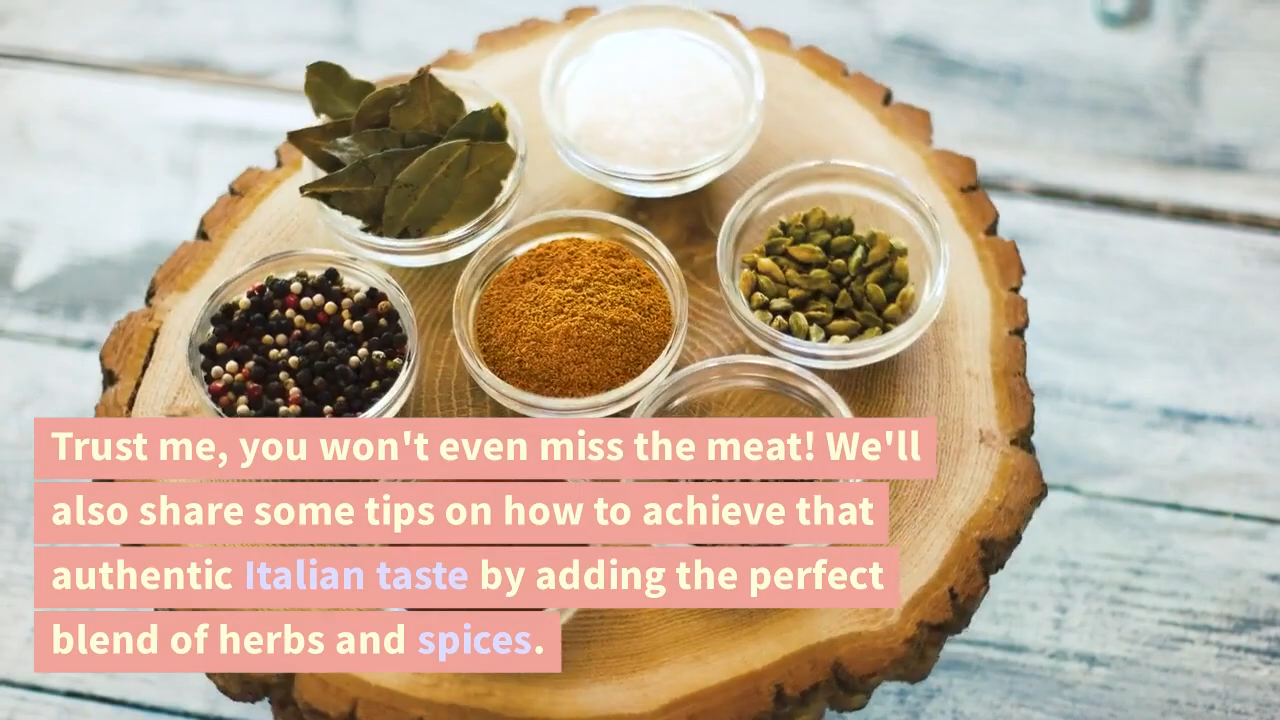 Trust me, you won't even miss the meat! We'll
also share some tips on how to achieve that
authentic Italian taste by adding the perfect
blend of herbs and spices.